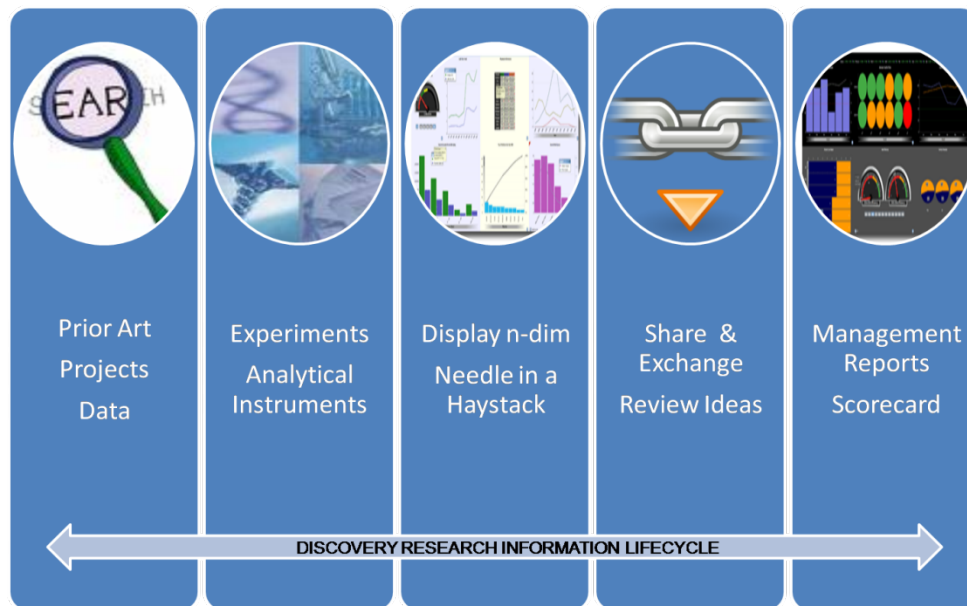 SEARCH
Prior Art
Projects
Data
Experiments
Analytical
Instruments
Display n-dim
Needle in a
Haystack
Share &
Exchange
Review Ideas
Management
Reports
Scorecard
DISCOVERY RESEARCH INFORMATION LIFECYCLE